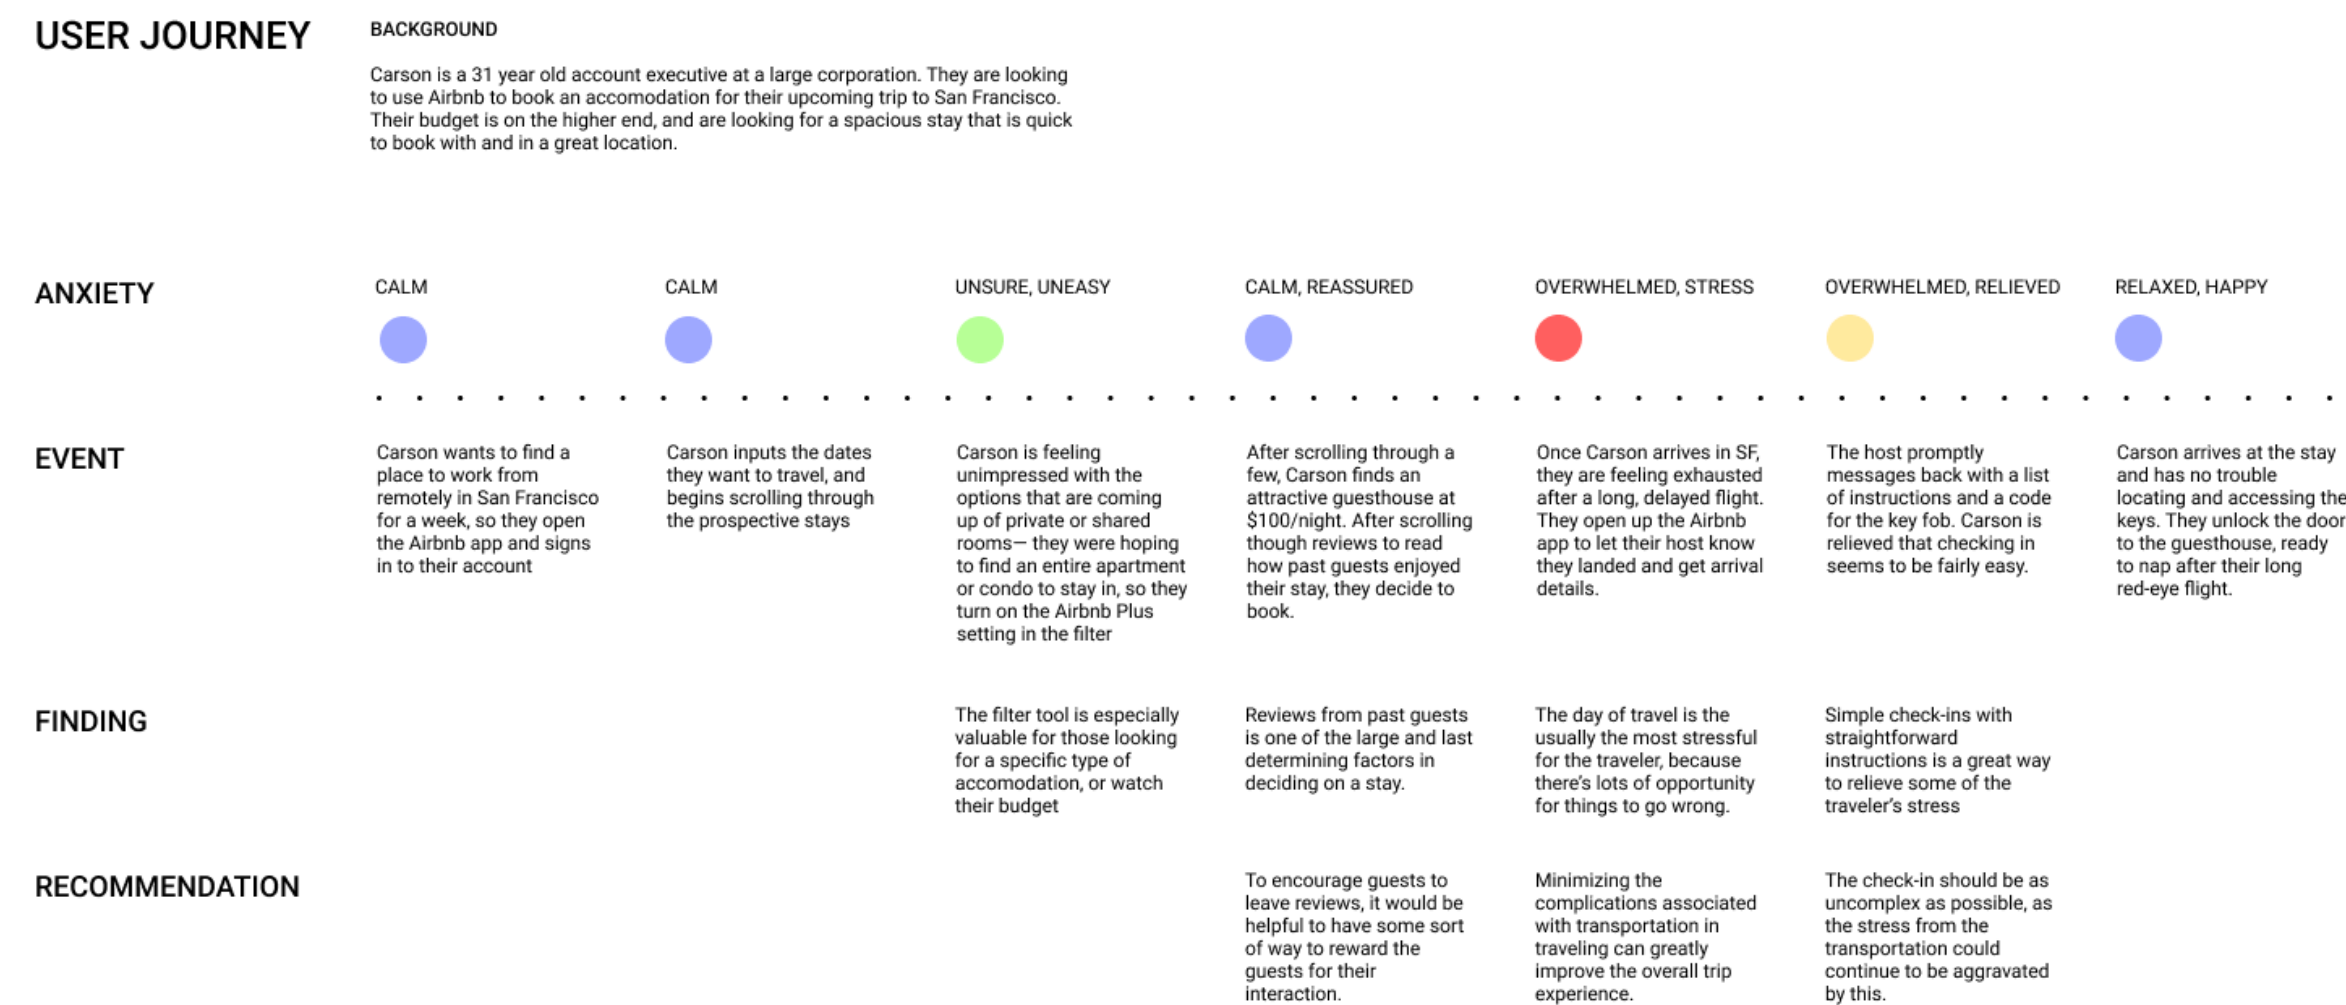 USER JOURNEY
BACKGROUND
Carson is a 31 year old account executive at a large corporation. They are looking
to use Airbnb to book an accomodation for their upcoming trip to San Francisco.
Their budget is on the higher end, and are looking for a spacious stay that is quick
to book with and in a great location.
ANXIETY
CALM
CALM
UNSURE, UNEASY
CALM, REASSURED
OVERWHELMED, STRESS
OVERWHELMED, RELIEVED
RELAXED, HAPPY
EVENT
Carson wants to find a
place to work from
remotely in San Francisco
for a week, so they open
the Airbnb app and signs
in to their account
Carson inputs the dates
they want to travel, and
begins scrolling through
the prospective stays
Carson is feeling
unimpressed with the
options that are coming
up of private or shared
rooms— they were hoping
to find an entire apartment
or condo to stay in, so they
turn on the Airbnb Plus
setting in the filter
After scrolling through a
few, Carson finds an
attractive guesthouse at
$100/night. After scrolling
though reviews to read
how past guests enjoyed
their stay, they decide to
book.
Once Carson arrives in SF,
they are feeling exhausted
after a long, delayed flight.
They open up the Airbnb
app to let their host know
they landed and get arrival
details.
The host promptly
messages back with a list
of instructions and a code
for the key fob. Carson is
relieved that checking in
seems to be fairly easy.
Carson arrives at the stay
and has no trouble
locating and accessing the
keys. They unlock the door
to the guesthouse, ready
to nap after their long
red-eye flight.
FINDING
The filter tool is especially
valuable for those looking
for a specific type of
accomodation, or watch
their budget
Reviews from past guests
is one of the large and last
determining factors in
deciding on a stay.
The day of travel is the
usually the most stressful
for the traveler, because
there's lots of opportunity
for things to go wrong.
Simple check-ins with
straightforward
instructions is a great way
to relieve some of the
traveler's stress
RECOMMENDATION
To encourage guests to
leave reviews, it would be
helpful to have some sort
of way to reward the
guests for their
interaction.
Minimizing the
complications associated
with transportation in
traveling can greatly
improve the overall trip
experience.
The check-in should be as
uncomplex as possible, as
the stress from the
transportation could
continue to be aggravated
by this.